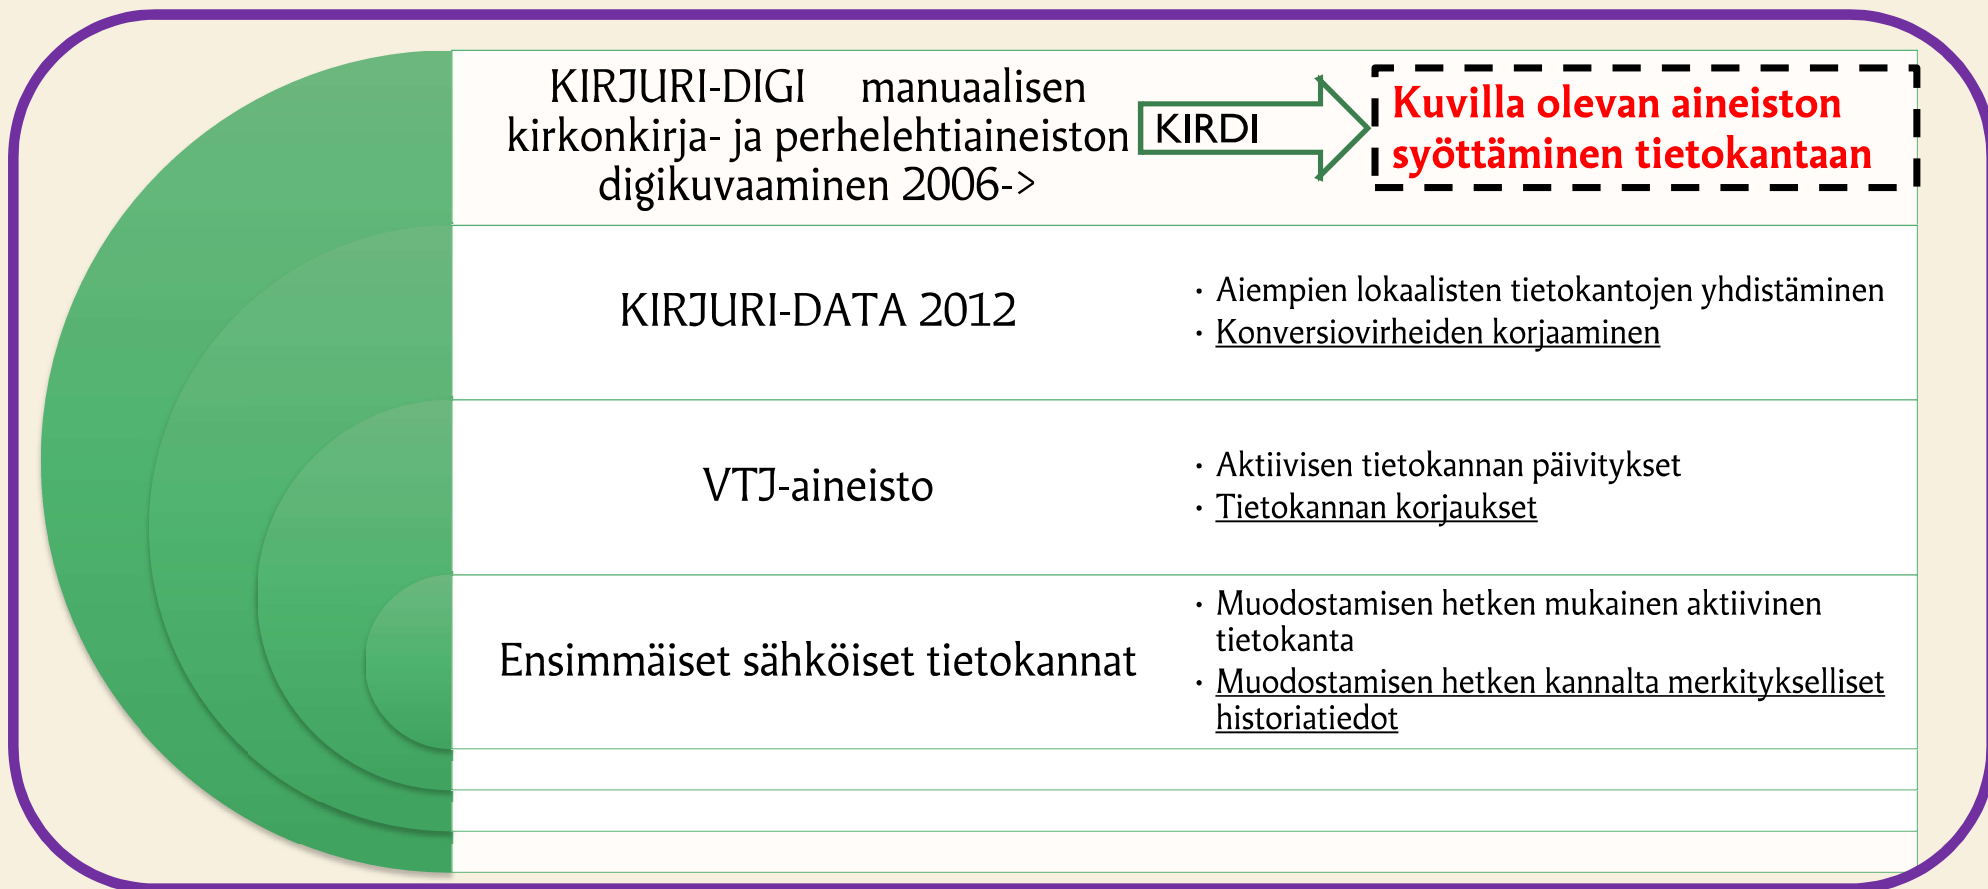 KIRJURI-DIGI manuaalisen
kirkonkirja- ja perhelehtiaineiston
digikuvaaminen 2006->
KIRDI
Kuvilla olevan aineiston
syöttäminen tietokantaan
KIRJURI-DATA 2012
• Aiempien lokaalisten tietokantojen yhdistäminen
• Konversiovirheiden korjaaminen
VTJ-aineisto
• Aktiivisen tietokannan päivitykset
• Tietokannan korjaukset
Ensimmäiset sähköiset tietokannat
• Muodostamisen hetken mukainen aktiivinen
tietokanta
• Muodostamisen hetken kannalta merkitykselliset
historiatiedot